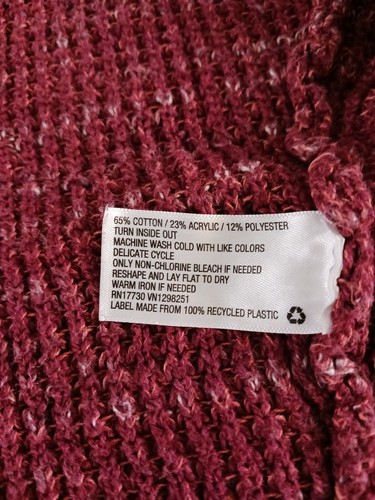 65% COTTON / 23% ACRYLIC / 12% POLYESTER
TURN INSIDE OUT
MACHINE WASH COLD WITH LIKE COLORS
DELICATE CYCLE
ONLY NON-CHLORINE BLEACH IF NEEDED
RESHAPE AND LAY FLAT TO DRY
WARM IRON IF NEEDED
RN17730 VN1298251
LABEL MADE FROM 100% RECYCLED PLASTIC